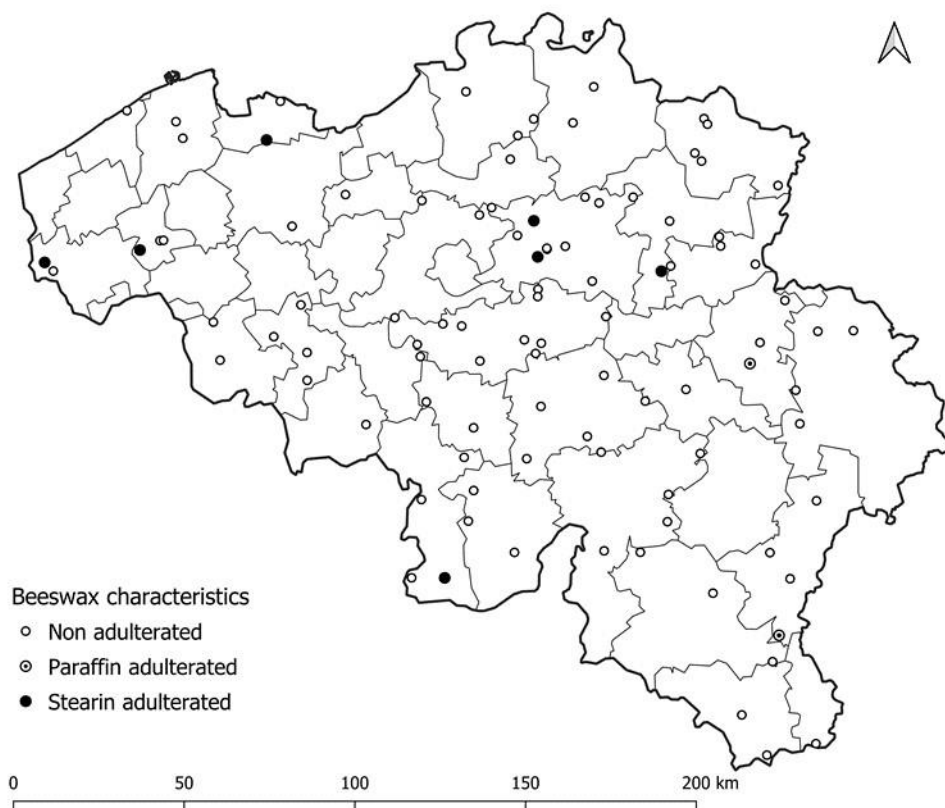 Beeswax characteristics
Non adulterated
Paraffin adulterated
Stearin adulterated
0 50 100 150 200 km